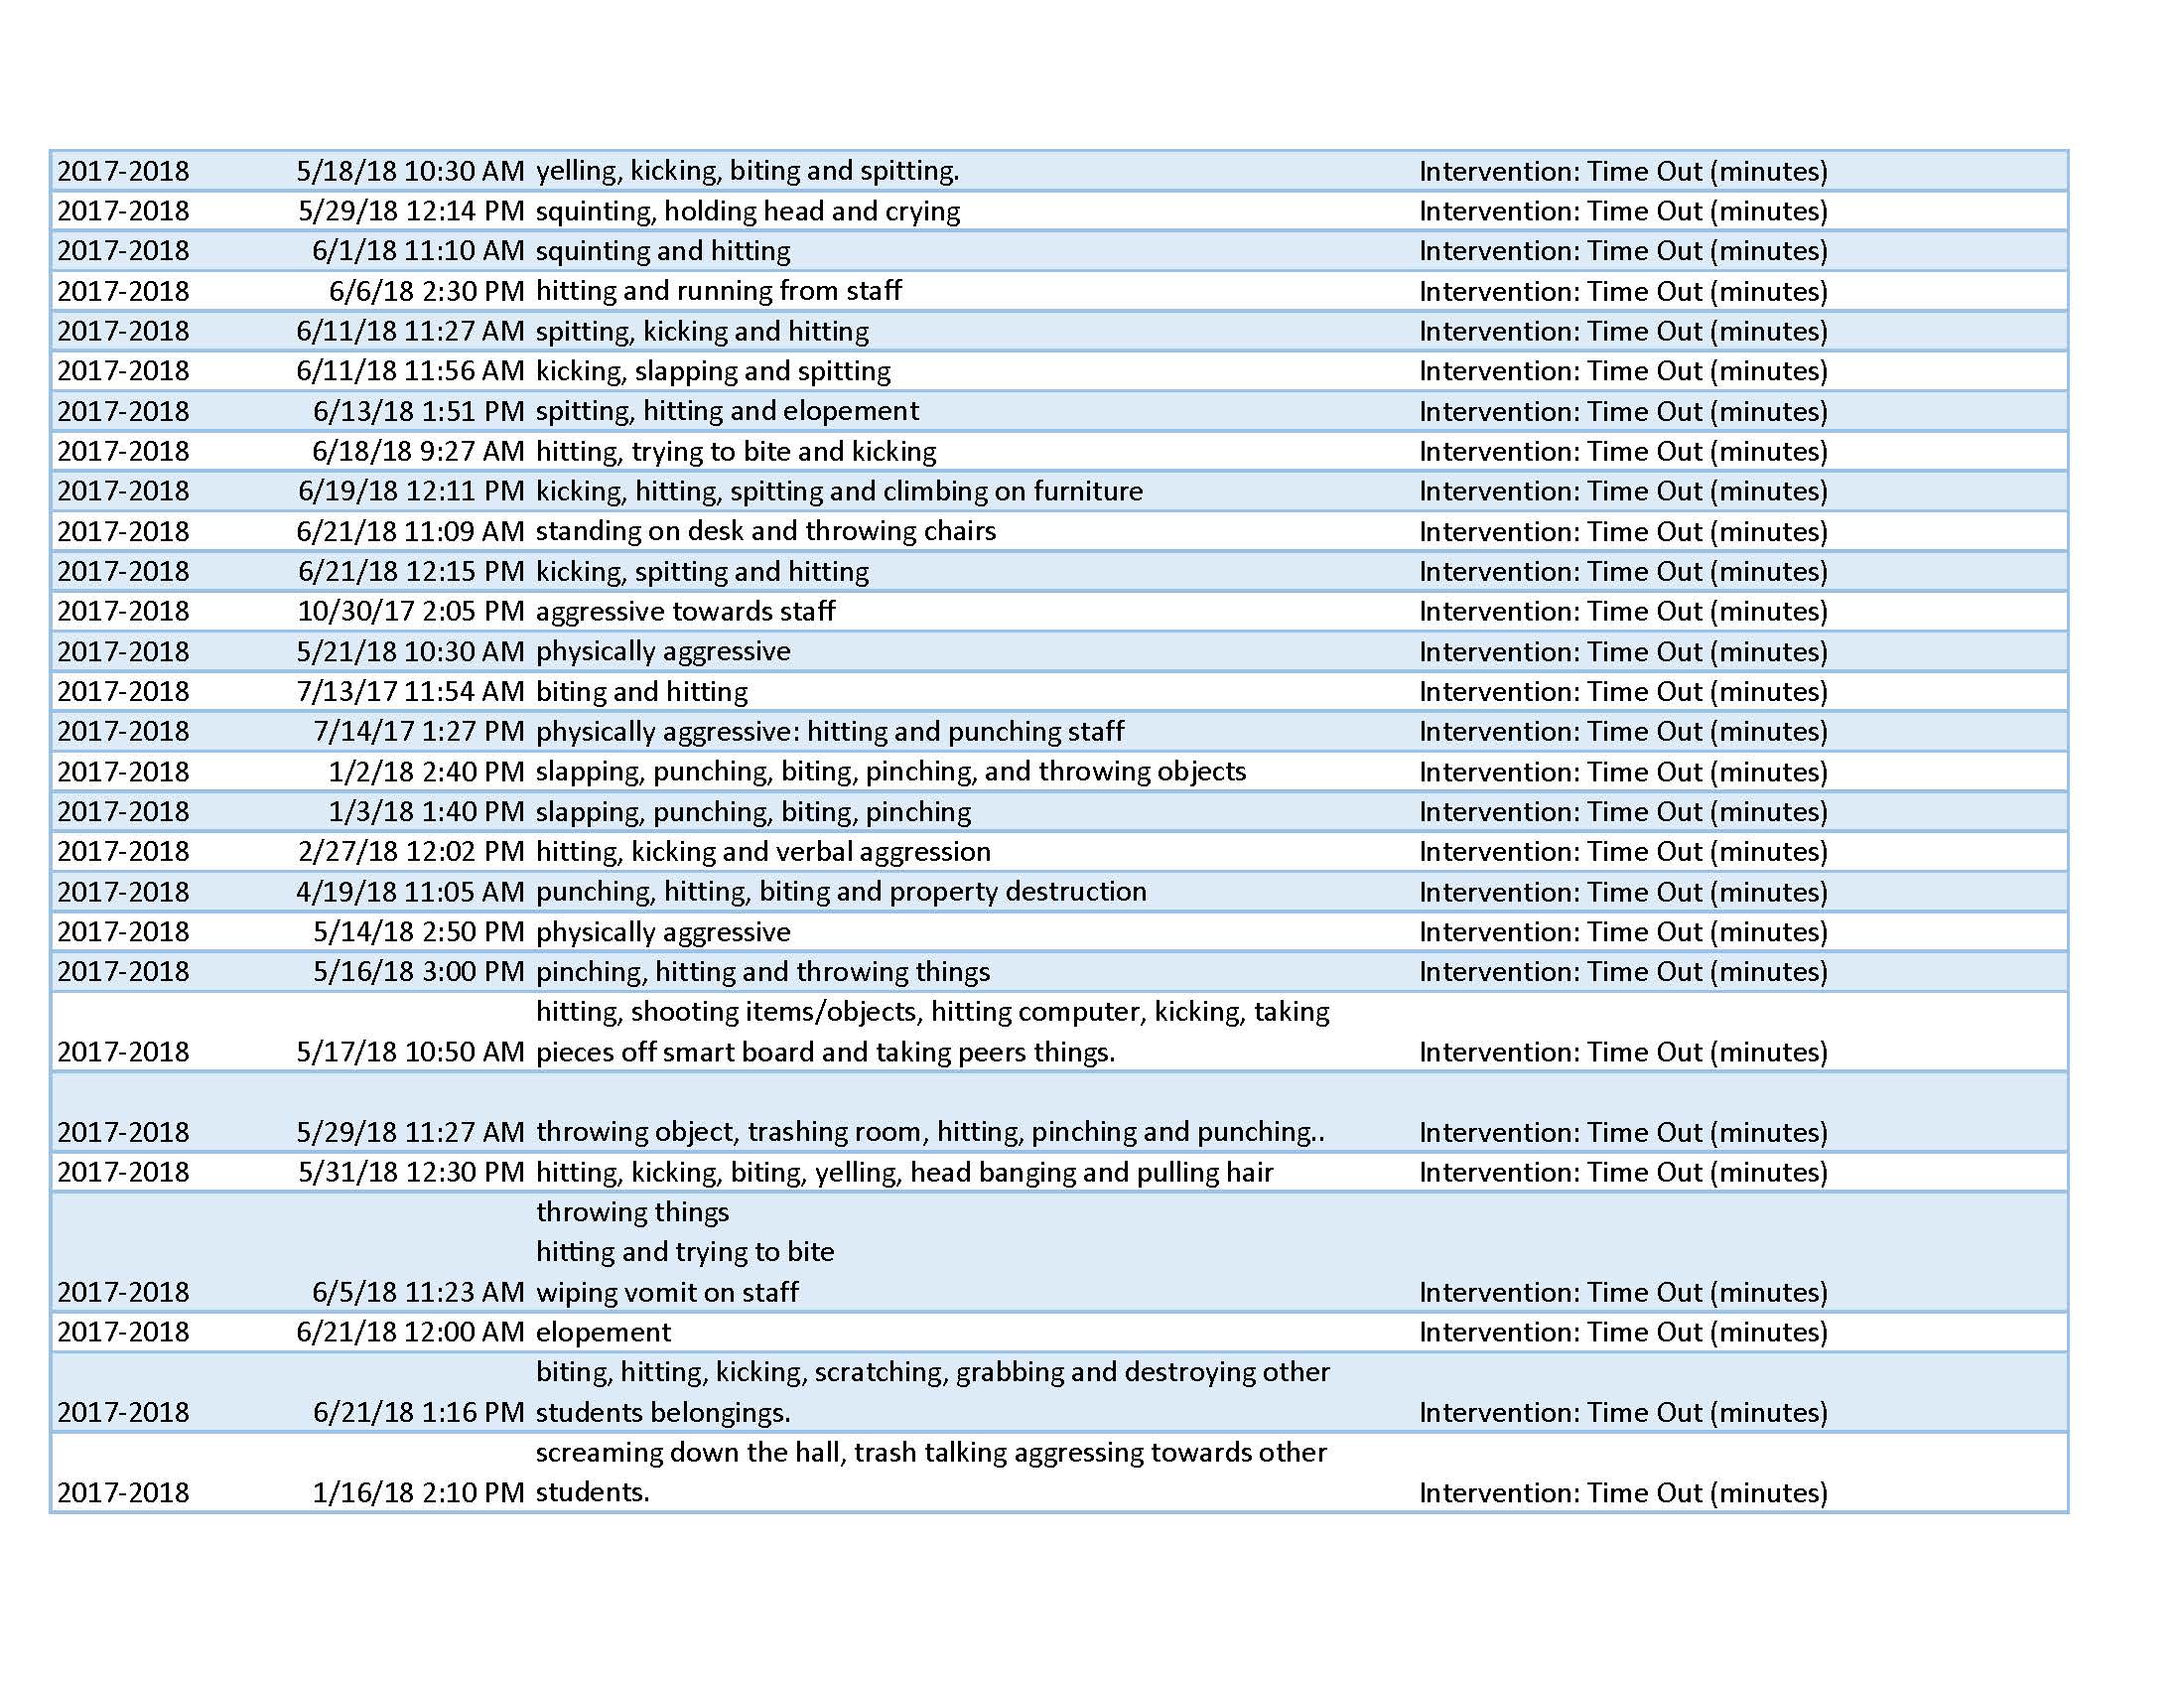 2017-2018 5/18/18 10:30 AM yelling, kicking, biting and spitting. Intervention: Time Out (minutes)
2017-2018 5/29/18 12:14 PM squinting, holding head and crying Intervention: Time Out (minutes)
2017-2018 6/1/18 11:10 AM squinting and hitting Intervention: Time Out (minutes)
2017-2018 6/6/18 2:30 PM hitting and running from staff Intervention: Time Out (minutes)
2017-2018 6/11/18 11:27 AM spitting, kicking and hitting Intervention: Time Out (minutes)
2017-2018 6/11/18 11:56 AM kicking, slapping and spitting Intervention: Time Out (minutes)
2017-2018 6/13/18 1:51 PM spitting, hitting and elopement Intervention: Time Out (minutes)
2017-2018 6/18/18 9:27 AM hitting, trying to bite and kicking Intervention: Time Out (minutes)
2017-2018 6/19/18 12:11 PM kicking, hitting, spitting and climbing on furniture Intervention: Time Out (minutes)
2017-2018 6/21/18 11:09 AM standing on desk and throwing chairs Intervention: Time Out (minutes)
2017-2018 6/21/18 12:15 PM kicking, spitting and hitting Intervention: Time Out (minutes)
2017-2018 10/30/17 2:05 PM aggressive towards staff Intervention: Time Out (minutes)
2017-2018 5/21/18 10:30 AM physically aggressive Intervention: Time Out (minutes)
2017-2018 7/13/17 11:54 AM biting and hitting Intervention: Time Out (minutes)
2017-2018 7/14/17 1:27 PM physically aggressive: hitting and punching staff Intervention: Time Out (minutes)
2017-2018 1/2/18 2:40 PM slapping, punching, biting, pinching, and throwing objects Intervention: Time Out (minutes)
2017-2018 1/3/18 1:40 PM slapping, punching, biting, pinching Intervention: Time Out (minutes)
2017-2018 2/27/18 12:02 PM hitting, kicking and verbal aggression Intervention: Time Out (minutes)
2017-2018 4/19/18 11:05 AM punching, hitting, biting and property destruction Intervention: Time Out (minutes)
2017-2018 5/14/18 2:50 PM physically aggressive Intervention: Time Out (minutes)
2017-2018 5/16/18 3:00 PM pinching, hitting and throwing things Intervention: Time Out (minutes)
hitting, shooting items/objects, hitting computer, kicking, taking
2017-2018 5/17/18 10:50 AM pieces off smart board and taking peers things. Intervention: Time Out (minutes)
2017-2018 5/29/18 11:27 AM throwing object, trashing room, hitting, pinching and punching.. Intervention: Time Out (minutes)
2017-2018 5/31/18 12:30 PM hitting, kicking, biting, yelling, head banging and pulling hair Intervention: Time Out (minutes)
throwing things
hitting and trying to bite
2017-2018 6/5/18 11:23 AM wiping vomit on staff Intervention: Time Out (minutes)
2017-2018 6/21/18 12:00 AM elopement Intervention: Time Out (minutes)
biting, hitting, kicking, scratching, grabbing and destroying other
2017-2018 6/21/18 1:16 PM students belongings. Intervention: Time Out (minutes)
screaming down the hall, trash talking aggressing towards other
2017-2018 1/16/18 2:10 PM students. Intervention: Time Out (minutes)